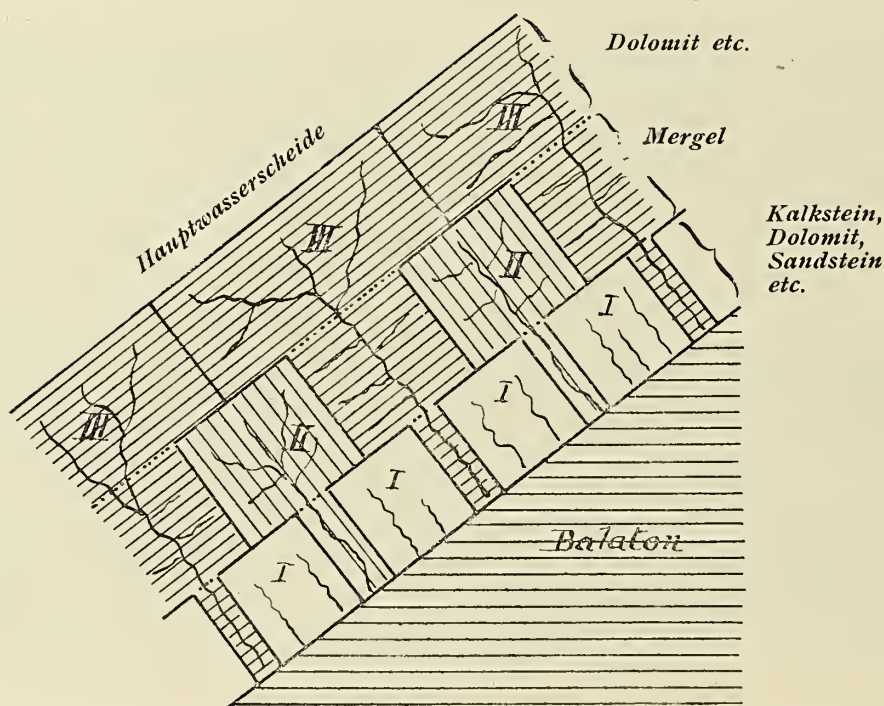 Dolomit etc.
Mergel
Hauptwasserscheide
Kalkstein,
Dolomit,
Sandstein
etc.
III
III
III
II
II
I
I
I
I
Balaton